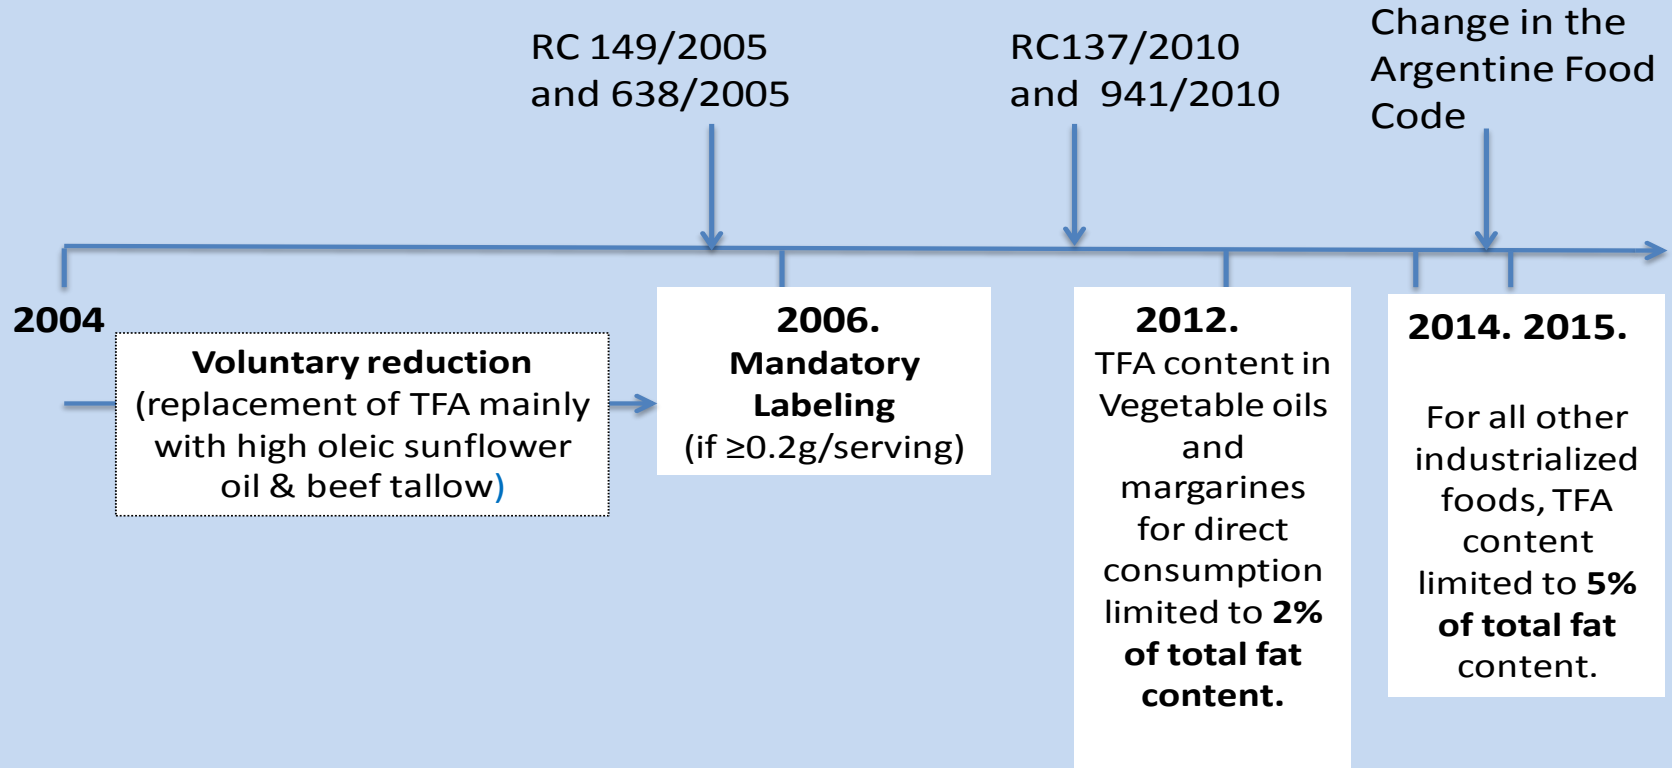 RC 149/2005
and 638/2005
RC137/2010
and 941/2010
Change in the
Argentine Food
Code
2004
Voluntary reduction
(replacement of TFA mainly
with high oleic sunflower
oil & beef tallow)
2006.
Mandatory
Labeling
(if ≥0.2g/serving)
2012.
TFA content in
Vegetable oils
and
margarines
for direct
consumption
limited to 2%
of total fat
content.
2014. 2015.
For all other
industrialized
foods, TFA
content
limited to 5%
of total fat
content.